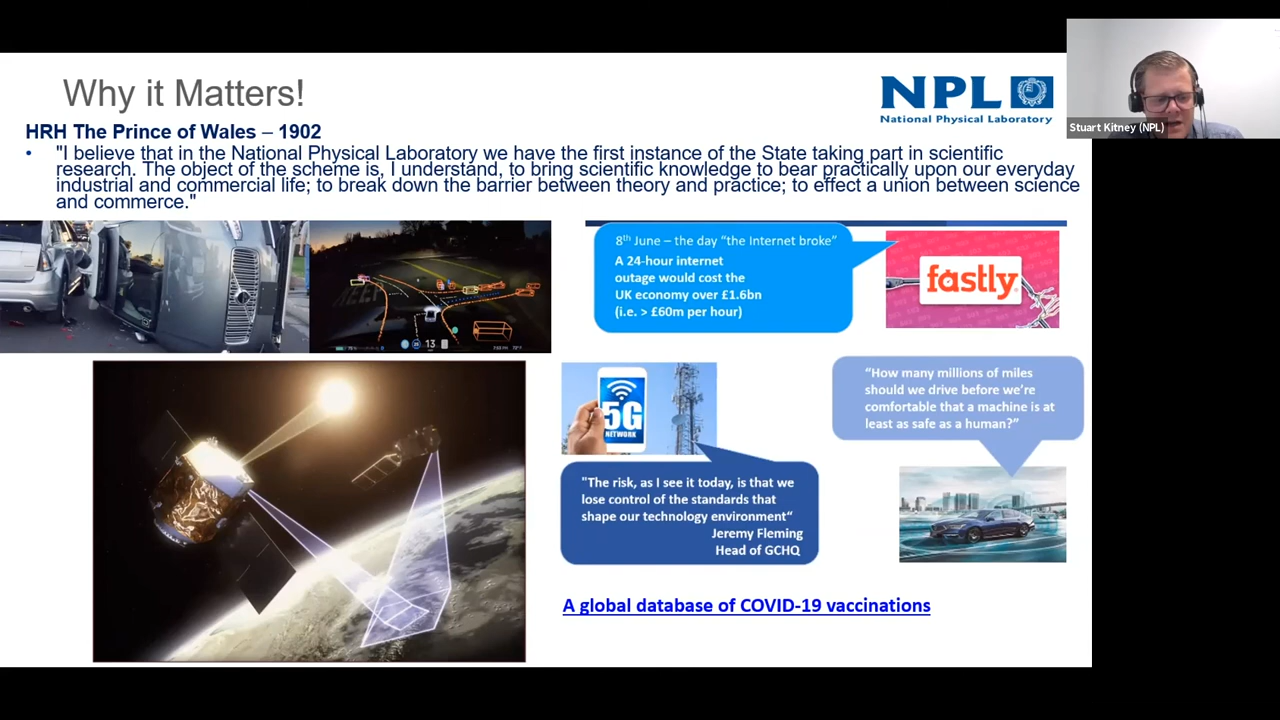 Why it Matters!
NPL
National Physical Laboratory
Stuart Kitney (NPL)
HRH The Prince of Wales – 1902
• "I believe that in the National Physical Laboratory we have the first instance of the State taking part in scientific
research. The object of the scheme is, I understand, to bring scientific knowledge to bear practically upon our everyday
industrial and commercial life; to break down the barrier between theory and practice; to effect a union between science
and commerce."
8th June – the day “the Internet broke”
A 24-hour internet
outage would cost the
UK economy over £1.6bn
(i.e. > £60m per hour)
fastly
13
5G
NETWORK
“How many millions of miles
should we drive before we're
comfortable that a machine is at
least as safe as a human?”
"The risk, as I see it today, is that we
lose control of the standards that
shape our technology environment“
Jeremy Fleming
Head of GCHQ
A global database of COVID-19 vaccinations